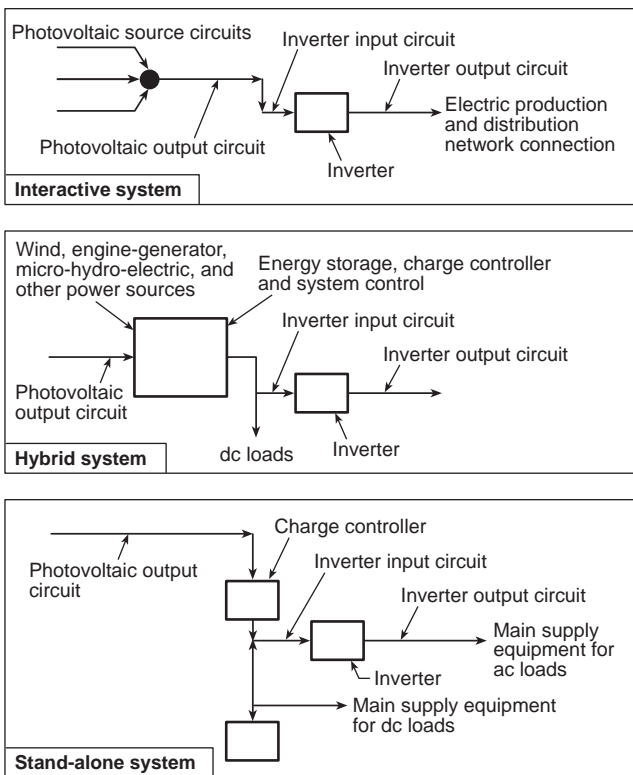 Photovoltaic source circuits
Inverter input circuit
Inverter output circuit
Electric production
and distribution
network connection
Photovoltaic output circuit
Inverter
Interactive system
Wind, engine-generator,
micro-hydro-electric, and
other power sources
Energy storage, charge controller
and system control
Inverter input circuit
Inverter output circuit
Photovoltaic
output circuit
dc loads
Inverter
Hybrid system
Charge controller
Photovoltaic output
circuit
Inverter input circuit
Inverter output circuit
Main supply
equipment for
ac loads
Inverter
Main supply equipment
for dc loads
Stand-alone system